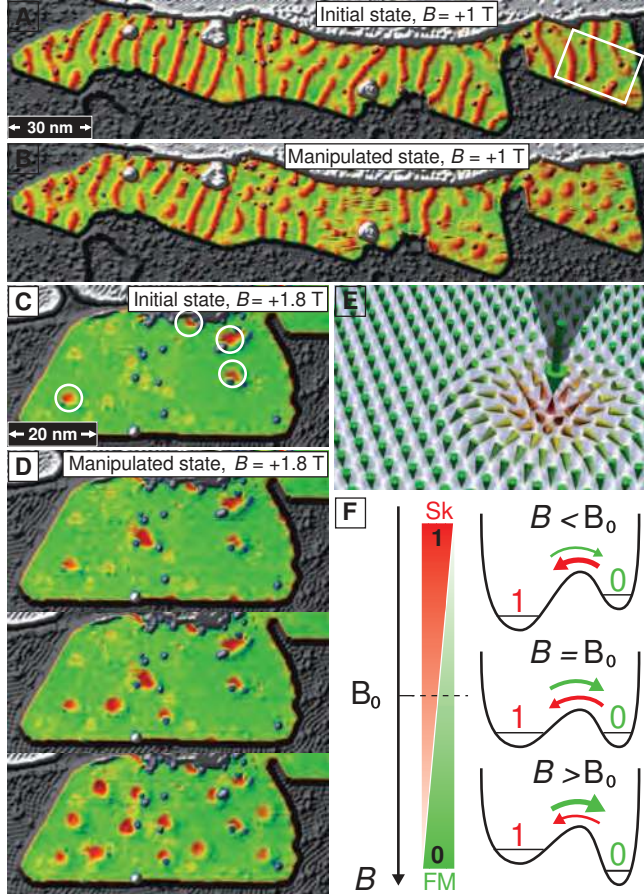 A
Initial state, B = +1 T
30 nm
B
Manipulated state, B = +1 T
C
Initial state, B = +1.8 T
20 nm
D
Manipulated state, B = +1.8 T
E
F
Sk
1
B₀
0
FM
B
B < B₀
1
0
B = B₀
1
0
B > B₀
1
0